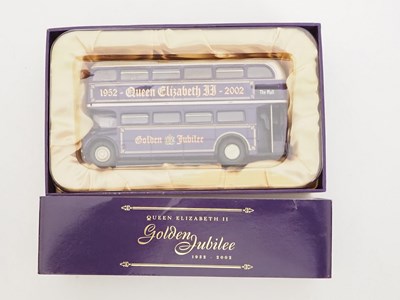 1952 - Queen Elizabeth II - 2002
The Mall
Golden Jubilee
QUEEN ELIZABETH II
Golden Jubilee
1952 - 2002